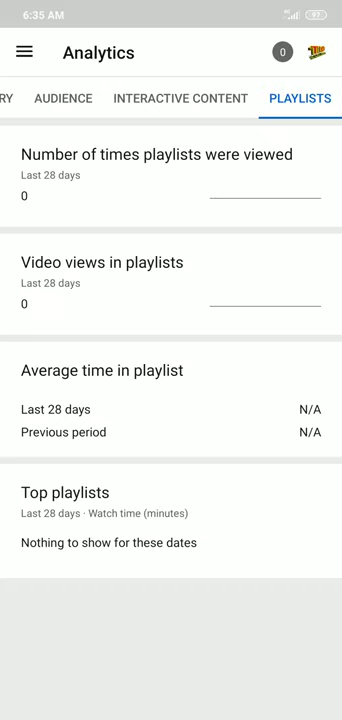 6:35 AM
4G
97
Analytics
0
RY
AUDIENCE
INTERACTIVE CONTENT
PLAYLISTS
Number of times playlists were viewed
Last 28 days
0
Video views in playlists
Last 28 days
0
Average time in playlist
Last 28 days N/A
Previous period N/A
Top playlists
Last 28 days · Watch time (minutes)
Nothing to show for these dates